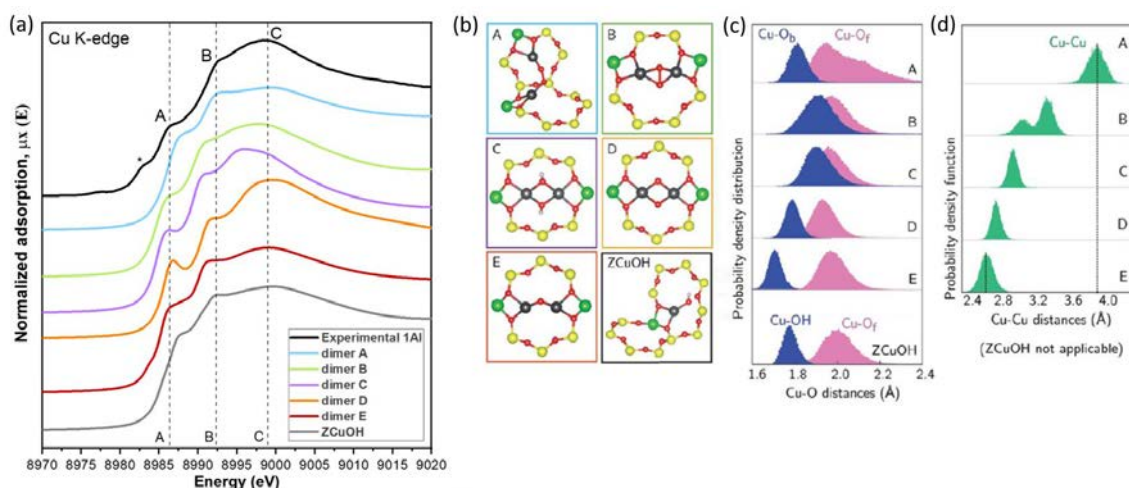 (a)
Cu K-edge
Normalized adsorption, μx (E)
*
A
B
C
Experimental 1Al
dimer A
dimer B
dimer C
dimer D
dimer E
ZCuOH
A
B
C
8970 8975 8980 8985 8990 8995 9000 9005 9010 9015 9020
Energy (eV)
(b)
A
B
C
D
E
ZCuOH
(c)
Probability density distribution
Cu-Ob
Cu-Of
A
B
C
D
E
Cu-OH
Cu-Of
ZCuOH
1.6 1.8 2.0 2.2 2.4
Cu-O distances (Å)
(d)
Probability density function
Cu-Cu
A
B
C
D
E
2.4 2.8 3.2 3.6 4.0
Cu-Cu distances (Å)
(ZCuOH not applicable)